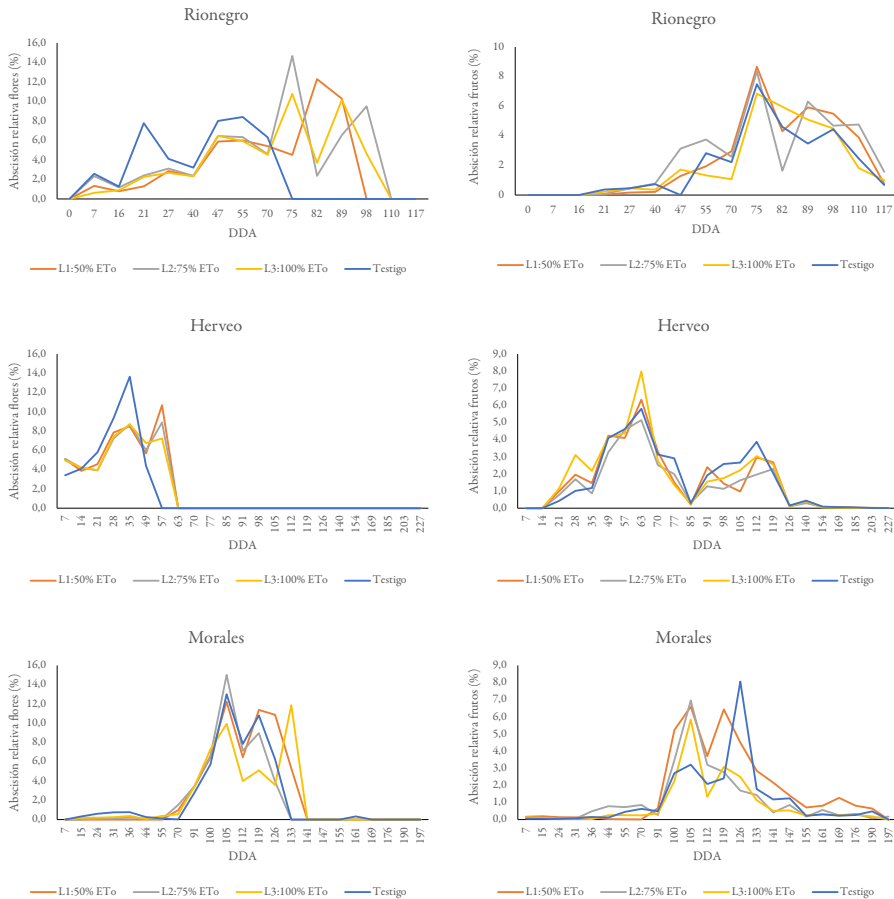 Rionegro
Abscisión relativa flores (%)
16,0
14,0
12,0
10,0
8,0
6,0
4,0
2,0
0,0
0 7 16 21 27 40 47 55 70 75 82 89 98 110 117
DDA
L1:50% ETo L2:75% ETo L3:100% ETo Testigo
Rionegro
Absición relativa frutos (%)
10
8
6
4
2
0
0 7 16 21 27 40 47 55 70 75 82 89 98 110 117
DDA
L1:50% ETo L2:75% ETo L3:100% ETo Testigo
Herveo
Abscisión relativa flores (%)
16,0
14,0
12,0
10,0
8,0
6,0
4,0
2,0
0,0
7 14 21 28 35 49 57 63 70 77 85 91 98 105 112 119 126 140 154 169 185 203 227
DDA
L1:50% ETo L2:75% ETo L3:100% ETo Testigo
Herveo
Absición relativa frutos (%)
9,0
8,0
7,0
6,0
5,0
4,0
3,0
2,0
1,0
0,0
7 14 21 28 35 49 57 63 70 77 85 91 98 105 112 119 126 140 154 169 185 203 227
DDA
L1:50% ETo L2:75% ETo L3:100% ETo Testigo
Morales
Abscisión relativa flores (%)
16,0
14,0
12,0
10,0
8,0
6,0
4,0
2,0
0,0
7 15 24 31 36 44 55 70 91 100 105 112 119 126 133 141 147 155 161 169 176 190 197
DDA
L1:50% ETo L2:75% ETo L3:100% ETo Testigo
Morales
Absición relativa frutos (%)
9,0
8,0
7,0
6,0
5,0
4,0
3,0
2,0
1,0
0,0
7 15 24 31 36 44 55 70 91 100 105 112 119 126 133 141 147 155 161 169 176 190 197
DDA
L1:50% ETo L2:75% ETo L3:100% ETo Testigo